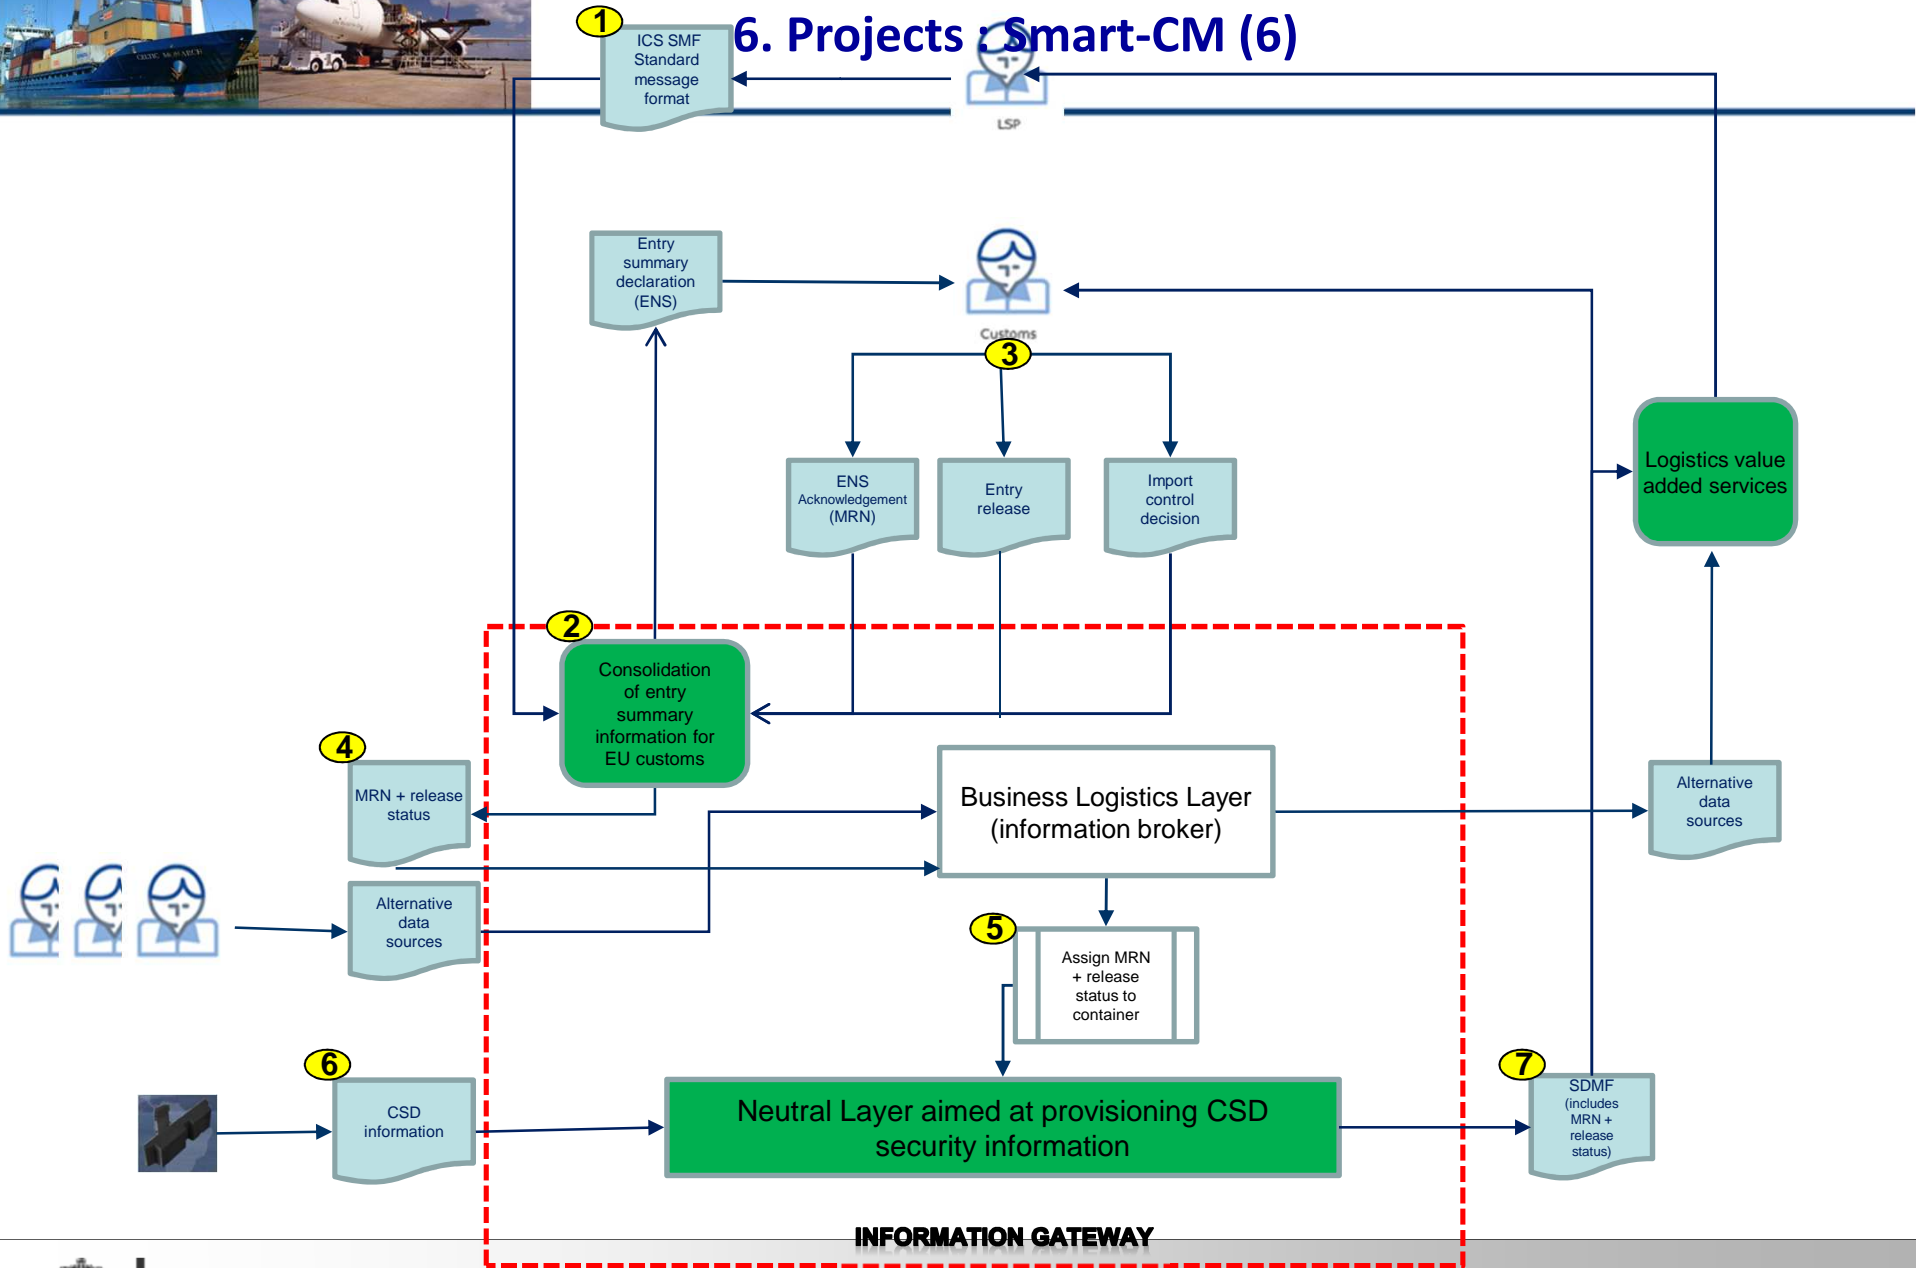 6. Projects : Smart-CM (6)
1
ICS SMF
Standard
message
format
LSP
CELTIC MONARCH
Entry
summary
declaration
(ENS)
Customs
3
ENS
Acknowledgement
(MRN)
Entry
release
Import
control
decision
Logistics value
added services
2
Consolidation
of entry
summary
information for
EU customs
4
MRN + release
status
Business Logistics Layer
(information broker)
Alternative
data
sources
Alternative
data
sources
5
Assign MRN
+ release
status to
container
6
CSD
information
Neutral Layer aimed at provisioning CSD
security information
7
SDMF
(includes
MRN +
release
status)
INFORMATION GATEWAY